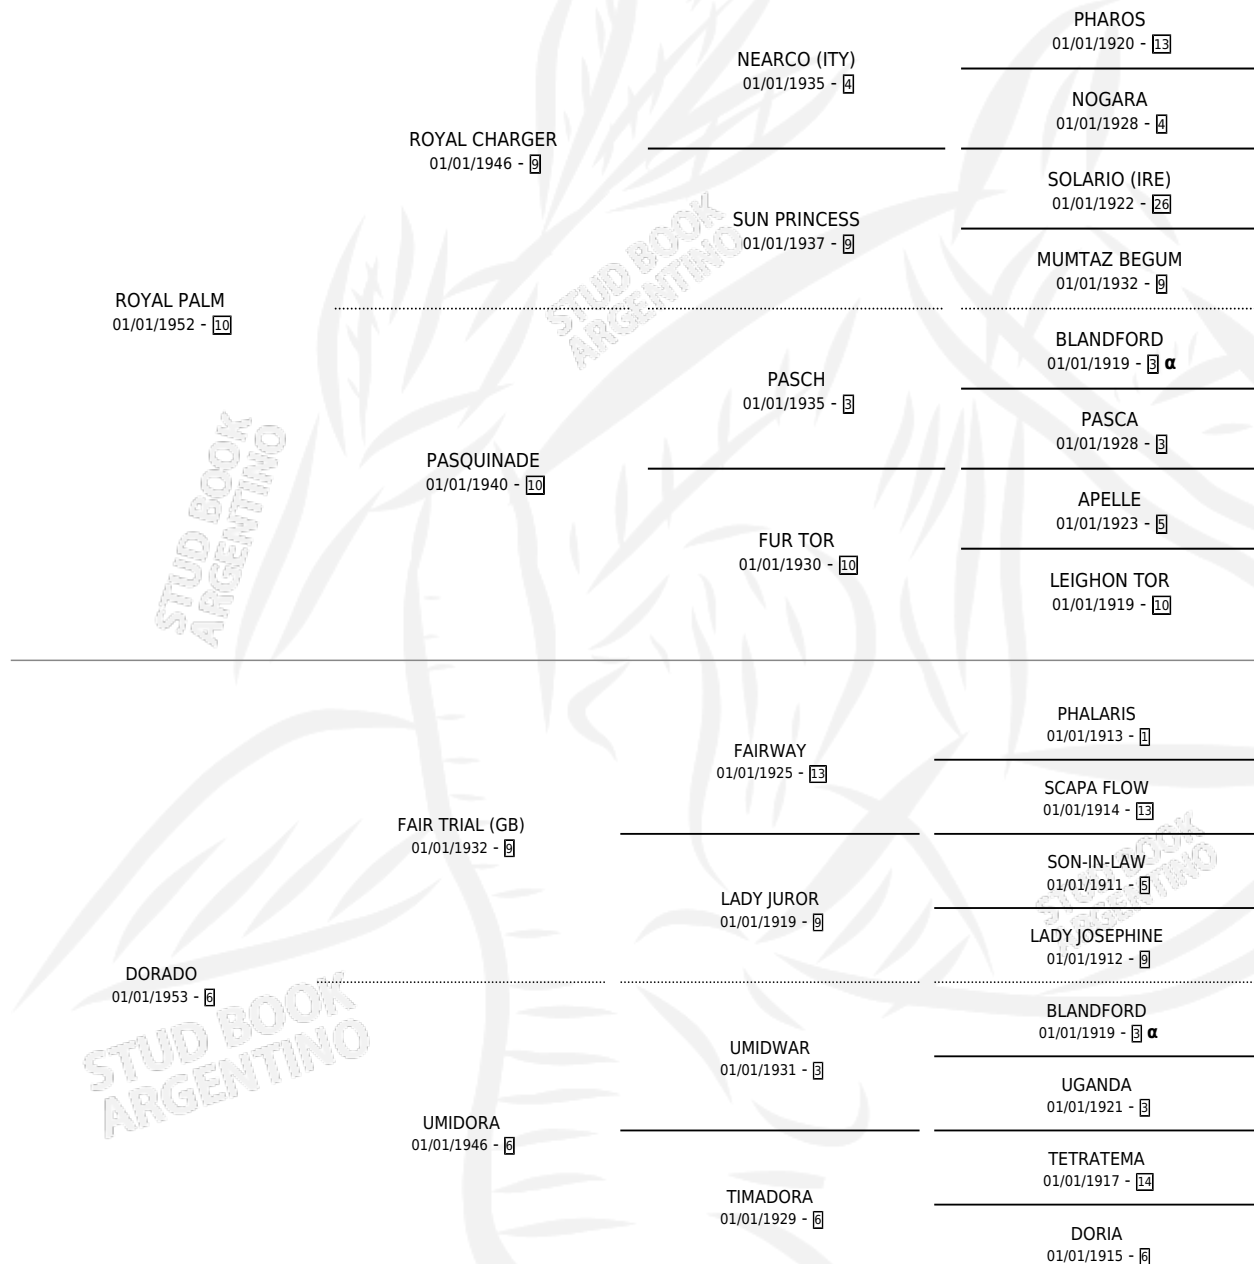 PHAROS
01/01/1920 - 13
NEARCO (ITY)
01/01/1935 - 4
NOGARA
01/01/1928 - 4
ROYAL CHARGER
01/01/1946 - 9
SOLARIO (IRE)
01/01/1922 - 26
SUN PRINCESS
01/01/1937 - 9
MUMTAZ BEGUM
01/01/1932 - 9
STUD BOOK
ARGENTINO
ROYAL PALM
01/01/1952 - 10
BLANDFORD
01/01/1919 - 3 α
PASCH
01/01/1935 - 3
PASCA
01/01/1928 - 3
PASQUINADE
01/01/1940 - 10
APELLE
01/01/1923 - 5
FUR TOR
01/01/1930 - 10
LEIGHON TOR
01/01/1919 - 10
STUD BOOK
ARGENTINO
PHALARIS
01/01/1913 - 1
FAIRWAY
01/01/1925 - 13
SCAPA FLOW
01/01/1914 - 13
FAIR TRIAL (GB)
01/01/1932 - 9
SON-IN-LAW
01/01/1911 - 5
LADY JUROR
01/01/1919 - 9
LADY JOSEPHINE
01/01/1912 - 9
STUD BOOK
ARGENTINO
DORADO
01/01/1953 - 6
BLANDFORD
01/01/1919 - 3 α
UMIDWAR
01/01/1931 - 3
UGANDA
01/01/1921 - 3
UMIDORA
01/01/1946 - 6
TETRATEMA
01/01/1917 - 14
TIMADORA
01/01/1929 - 6
DORIA
01/01/1915 - 6
STUD BOOK
ARGENTINO